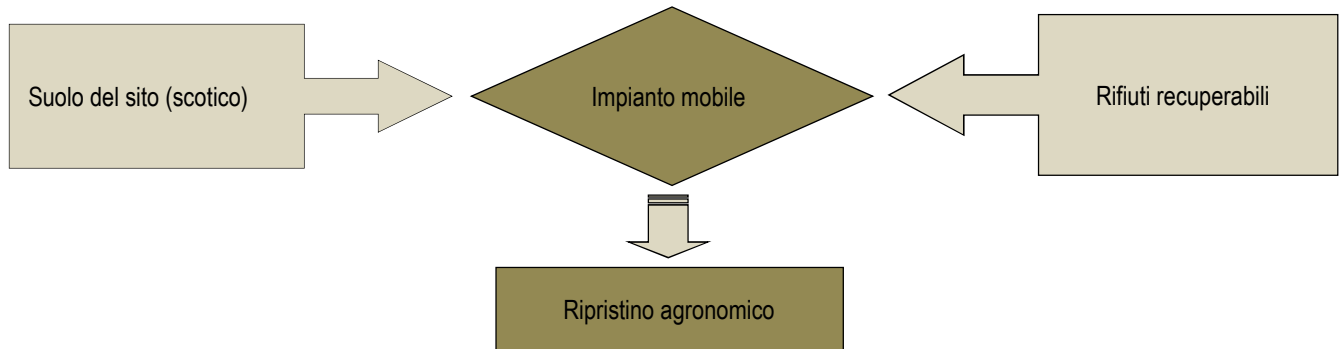 Suolo del sito (scotico)
Impianto mobile
Rifiuti recuperabili
Ripristino agronomico